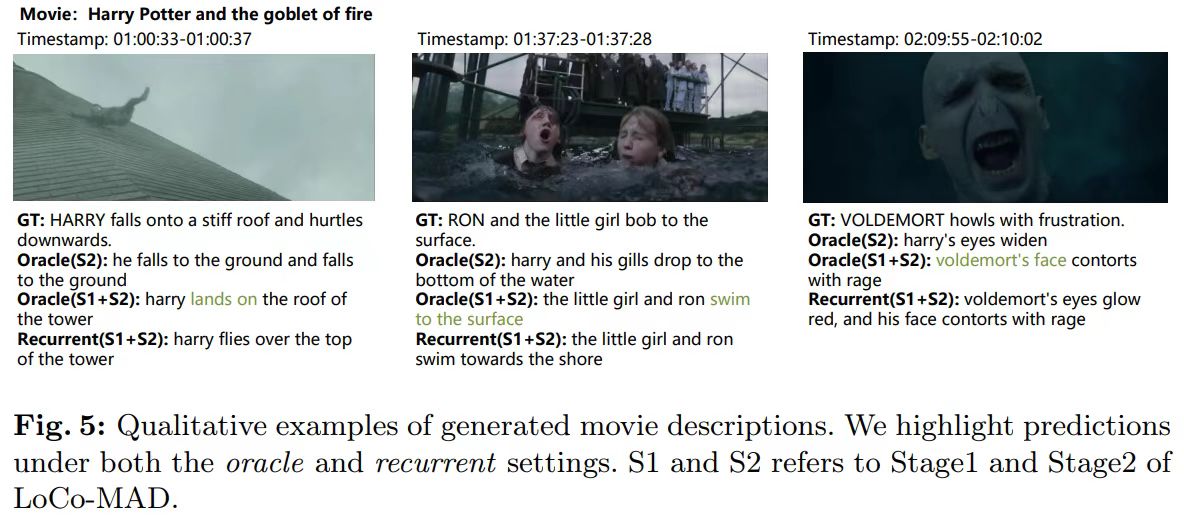 Movie: Harry Potter and the goblet of fire
Timestamp: 01:00:33-01:00:37
GT: HARRY falls onto a stiff roof and hurtles
downwards.
Oracle(S2): he falls to the ground and falls
to the ground
Oracle(S1+S2): harry lands on the roof of
the tower
Recurrent(S1+S2): harry flies over the top
of the tower
Timestamp: 01:37:23-01:37:28
GT: RON and the little girl bob to the
surface.
Oracle(S2): harry and his gills drop to the
bottom of the water
Oracle(S1+S2): the little girl and ron swim
to the surface
Recurrent(S1+S2): the little girl and ron
swim towards the shore
Timestamp: 02:09:55-02:10:02
GT: VOLDEMORT howls with frustration.
Oracle(S2): harry's eyes widen
Oracle(S1+S2): voldemort's face contorts
with rage
Recurrent(S1+S2): voldemort's eyes glow
red, and his face contorts with rage
Fig. 5: Qualitative examples of generated movie descriptions. We highlight predictions
under both the oracle and recurrent settings. S1 and S2 refers to Stage1 and Stage2 of
LoCo-MAD.